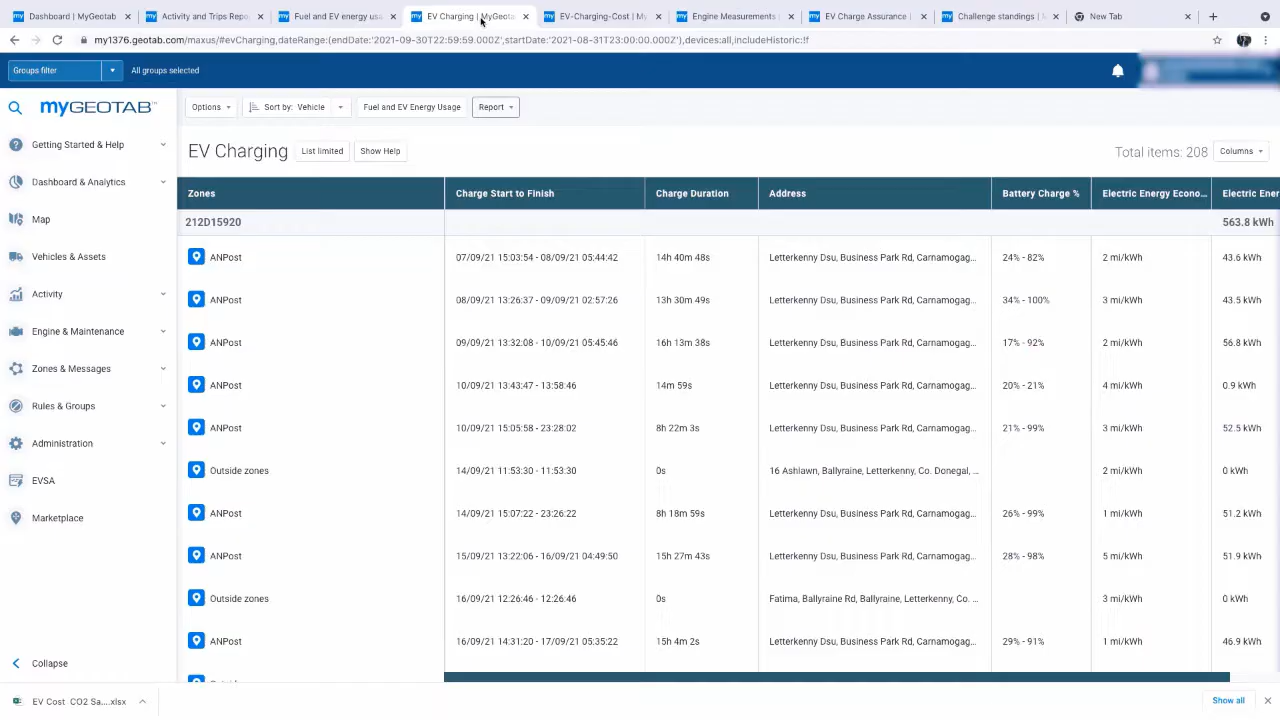 Dashboard | MyGeotab
Activity and Trips Repo
Fuel and EV energy usa
EV Charging | MyGeota
EV-Charging-Cost | My
Engine Measurements
EV Charge Assurance |
Challenge standings | M
New Tab
my1376.geotab.com/maxus/#evCharging,dateRange:(endDate:'2021-09-30T22:59:59.000Z',startDate:'2021-08-31T23:00:00.000Z'),devices:all,includeHistoric:!f
Groups filter
All groups selected
myGEOTAB™
Options
Sort by: Vehicle
Fuel and EV Energy Usage
Report
Getting Started & Help
EV Charging
List limited
Show Help
Total items: 208
Columns
Dashboard & Analytics
Map
Vehicles & Assets
Activity
Engine & Maintenance
Zones & Messages
Rules & Groups
Administration
EVSA
Marketplace
Collapse
Zones Charge Start to Finish Charge Duration Address Battery Charge % Electric Energy Econo... Electric Ener
212D15920 563.8 kWh
ANPost 07/09/21 15:03:54 - 08/09/21 05:44:42 14h 40m 48s Letterkenny Dsu, Business Park Rd, Carnamogag... 24% - 82% 2 mi/kWh 43.6 kWh
ANPost 08/09/21 13:26:37 - 09/09/21 02:57:26 13h 30m 49s Letterkenny Dsu, Business Park Rd, Carnamogag... 34% - 100% 3 mi/kWh 43.5 kWh
ANPost 09/09/21 13:32:08 - 10/09/21 05:45:46 16h 13m 38s Letterkenny Dsu, Business Park Rd, Carnamogag... 17% - 92% 2 mi/kWh 56.8 kWh
ANPost 10/09/21 13:43:47 - 13:58:46 14m 59s Letterkenny Dsu, Business Park Rd, Carnamogag... 20% - 21% 4 mi/kWh 0.9 kWh
ANPost 10/09/21 15:05:58 - 23:28:02 8h 22m 3s Letterkenny Dsu, Business Park Rd, Carnamogag... 21% - 99% 3 mi/kWh 52.5 kWh
Outside zones 14/09/21 11:53:30 - 11:53:30 0s 16 Ashlawn, Ballyraine, Letterkenny, Co. Donegal, ... 2 mi/kWh 0 kWh
ANPost 14/09/21 15:07:22 - 23:26:22 8h 18m 59s Letterkenny Dsu, Business Park Rd, Carnamogag... 26% - 99% 1 mi/kWh 51.2 kWh
ANPost 15/09/21 13:22:06 - 16/09/21 04:49:50 15h 27m 43s Letterkenny Dsu, Business Park Rd, Carnamogag... 28% - 98% 5 mi/kWh 51.9 kWh
Outside zones 16/09/21 12:26:46 - 12:26:46 0s Fatima, Ballyraine Rd, Ballyraine, Letterkenny, Co. ... 3 mi/kWh 0 kWh
ANPost 16/09/21 14:31:20 - 17/09/21 05:35:22 15h 4m 2s Letterkenny Dsu, Business Park Rd, Carnamogag... 29% - 91% 1 mi/kWh 46.9 kWh
EV Cost CO2 Sa....xlsx
Show all